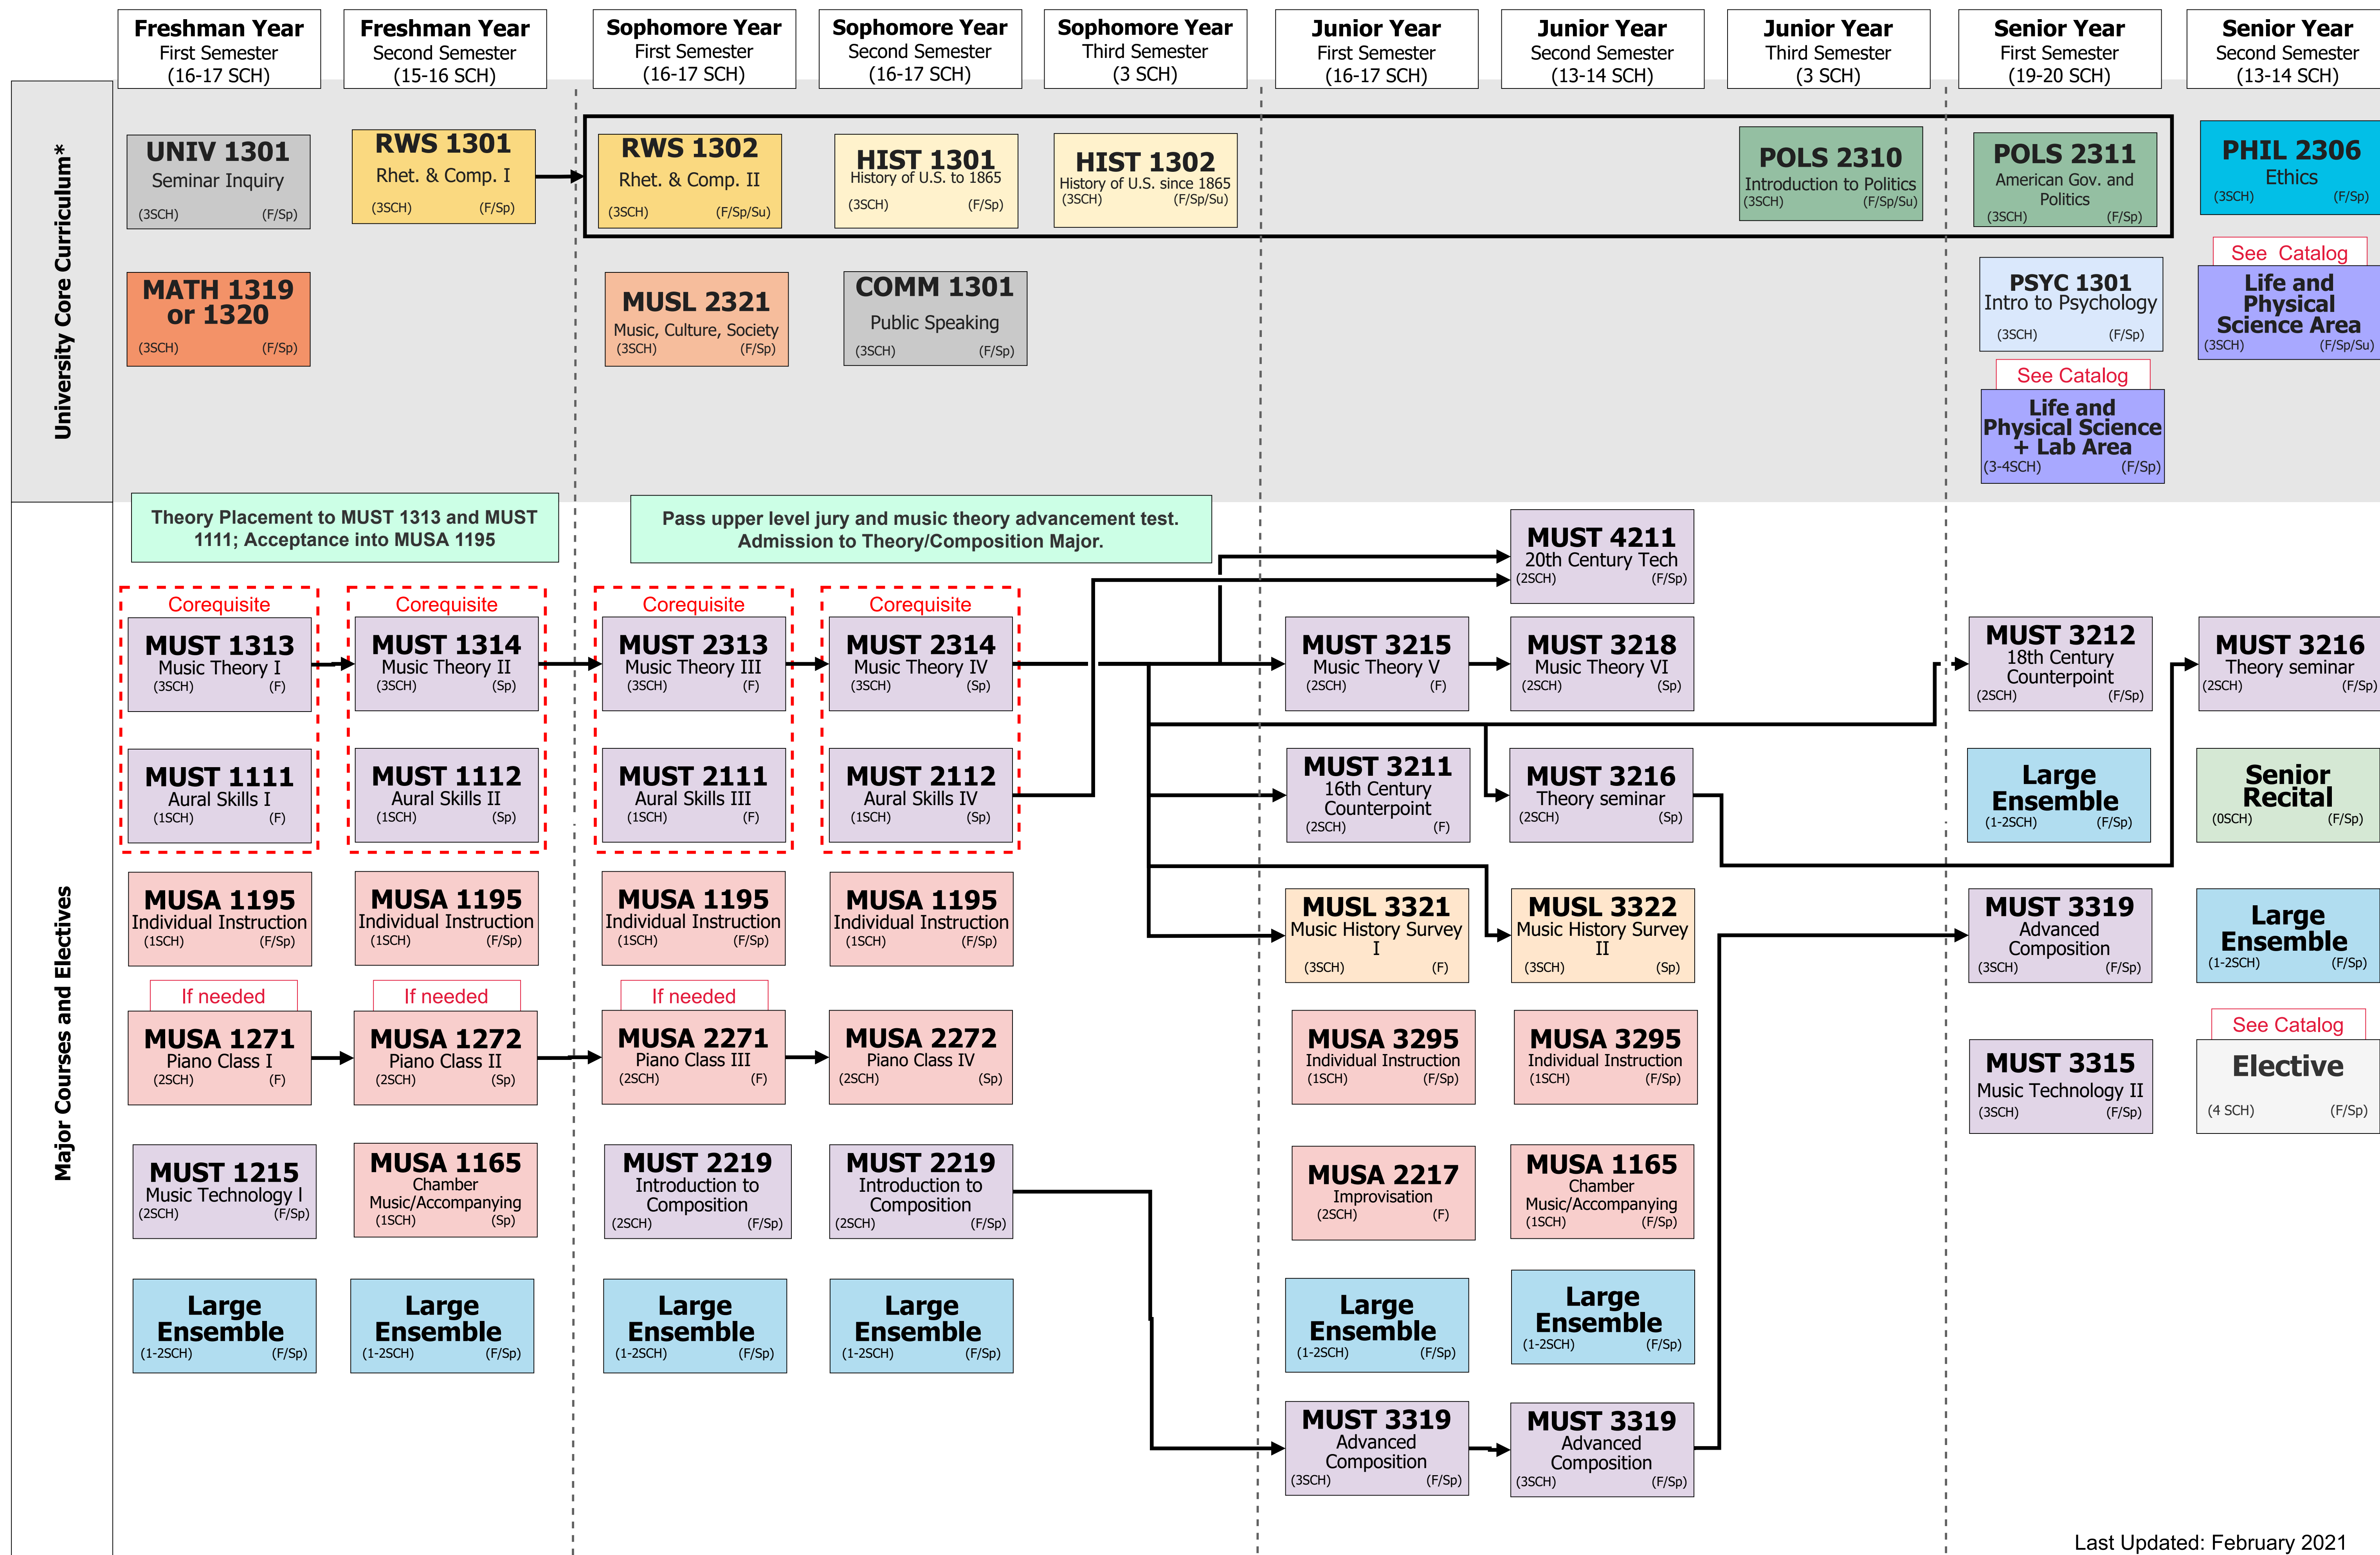 Freshman Year
First Semester
(16-17 SCH)
Freshman Year
Second Semester
(15-16 SCH)
Sophomore Year
First Semester
(16-17 SCH)
Sophomore Year
Second Semester
(16-17 SCH)
Sophomore Year
Third Semester
(3 SCH)
Junior Year
First Semester
(16-17 SCH)
Junior Year
Second Semester
(13-14 SCH)
Junior Year
Third Semester
(3 SCH)
Senior Year
First Semester
(19-20 SCH)
Senior Year
Second Semester
(13-14 SCH)
University Core Curriculum*
UNIV 1301
Seminar Inquiry
(3SCH) (F/Sp)
RWS 1301
Rhet. & Comp. I
(3SCH) (F/Sp)
RWS 1302
Rhet. & Comp. II
(3SCH) (F/Sp/Su)
HIST 1301
History of U.S. to 1865
(3SCH) (F/Sp)
HIST 1302
History of U.S. since 1865
(3SCH) (F/Sp/Su)
POLS 2310
Introduction to Politics
(3SCH) (F/Sp/Su)
POLS 2311
American Gov. and
Politics
(3SCH) (F/Sp)
PHIL 2306
Ethics
(3SCH) (F/Sp)
MATH 1319
or 1320
(3SCH) (F/Sp)
MUSL 2321
Music, Culture, Society
(3SCH) (F/Sp)
COMM 1301
Public Speaking
(3SCH) (F/Sp)
PSYC 1301
Intro to Psychology
(3SCH) (F/Sp)
See Catalog
Life and
Physical
Science Area
(3SCH) (F/Sp/Su)
See Catalog
Life and
Physical Science
+ Lab Area
(3-4SCH) (F/Sp)
Major Courses and Electives
Theory Placement to MUST 1313 and MUST
1111; Acceptance into MUSA 1195
Pass upper level jury and music theory advancement test.
Admission to Theory/Composition Major.
MUST 4211
20th Century Tech
(2SCH) (F/Sp)
Corequisite
MUST 1313
Music Theory I
(3SCH) (F)
Corequisite
MUST 1314
Music Theory II
(3SCH) (Sp)
Corequisite
MUST 2313
Music Theory III
(3SCH) (F)
Corequisite
MUST 2314
Music Theory IV
(3SCH) (Sp)
MUST 3215
Music Theory V
(2SCH) (F)
MUST 3218
Music Theory VI
(2SCH) (Sp)
MUST 3212
18th Century
Counterpoint
(2SCH) (F/Sp)
MUST 3216
Theory seminar
(2SCH) (F/Sp)
MUST 1111
Aural Skills I
(1SCH) (F)
MUST 1112
Aural Skills II
(1SCH) (Sp)
MUST 2111
Aural Skills III
(1SCH) (F)
MUST 2112
Aural Skills IV
(1SCH) (Sp)
MUST 3211
16th Century
Counterpoint
(2SCH) (F)
MUST 3216
Theory seminar
(2SCH) (Sp)
Large
Ensemble
(1-2SCH) (F/Sp)
Senior
Recital
(0SCH) (F/Sp)
MUSA 1195
Individual Instruction
(1SCH) (F/Sp)
MUSA 1195
Individual Instruction
(1SCH) (F/Sp)
MUSA 1195
Individual Instruction
(1SCH) (F/Sp)
MUSA 1195
Individual Instruction
(1SCH) (F/Sp)
MUSL 3321
Music History Survey
I
(3SCH) (F)
MUSL 3322
Music History Survey
II
(3SCH) (Sp)
MUST 3319
Advanced
Composition
(3SCH) (F/Sp)
Large
Ensemble
(1-2SCH) (F/Sp)
If needed
MUSA 1271
Piano Class I
(2SCH) (F)
If needed
MUSA 1272
Piano Class II
(2SCH) (Sp)
If needed
MUSA 2271
Piano Class III
(2SCH) (F)
MUSA 2272
Piano Class IV
(2SCH) (Sp)
MUSA 3295
Individual Instruction
(1SCH) (F/Sp)
MUSA 3295
Individual Instruction
(1SCH) (F/Sp)
MUST 3315
Music Technology II
(3SCH) (F/Sp)
See Catalog
Elective
(4 SCH) (F/Sp)
MUST 1215
Music Technology I
(2SCH) (F/Sp)
MUSA 1165
Chamber
Music/Accompanying
(1SCH) (Sp)
MUST 2219
Introduction to
Composition
(2SCH) (F/Sp)
MUST 2219
Introduction to
Composition
(2SCH) (F/Sp)
MUSA 2217
Improvisation
(2SCH) (F)
MUSA 1165
Chamber
Music/Accompanying
(1SCH) (F/Sp)
Large
Ensemble
(1-2SCH) (F/Sp)
Large
Ensemble
(1-2SCH) (F/Sp)
Large
Ensemble
(1-2SCH) (F/Sp)
Large
Ensemble
(1-2SCH) (F/Sp)
Large
Ensemble
(1-2SCH) (F/Sp)
Large
Ensemble
(1-2SCH) (F/Sp)
MUST 3319
Advanced
Composition
(3SCH) (F/Sp)
MUST 3319
Advanced
Composition
(3SCH) (F/Sp)
Last Updated: February 2021